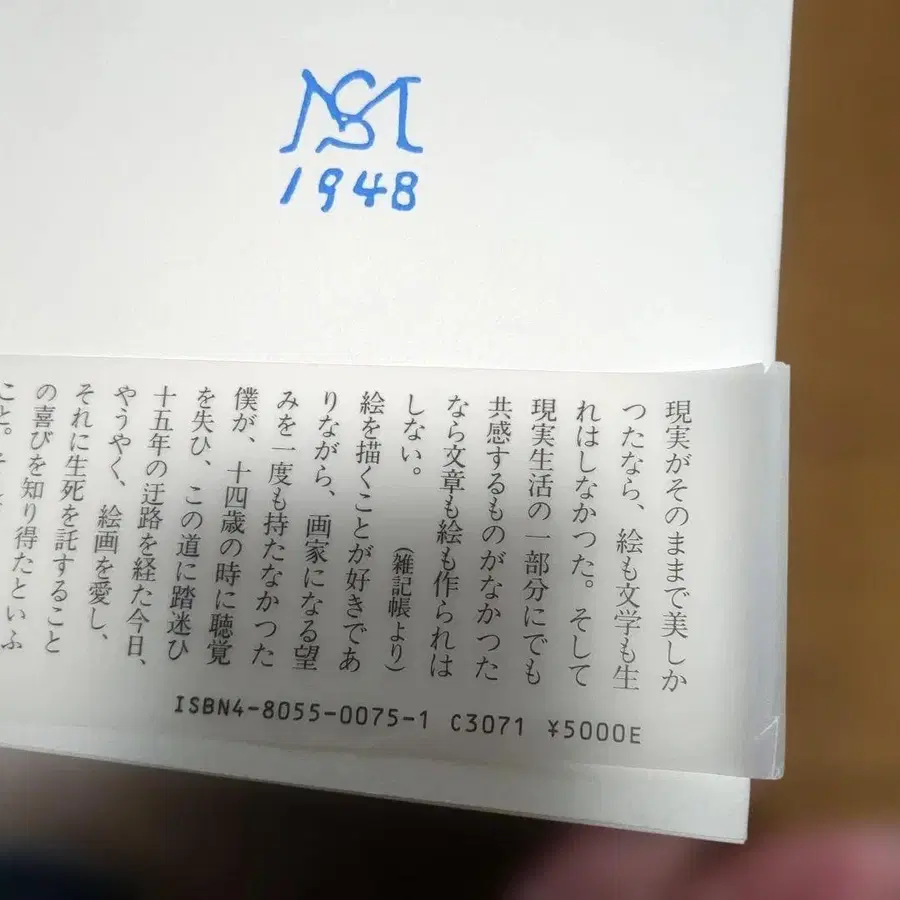 MS
1948
現実がそのままで美しか
つたなら、絵も文学も生
れはしなかつた。そして
現実生活の一部分にでも
共感するものがなかつた
なら文章も絵も作られは
しない。
(雑記帳より)
絵を描くことが好きであ
りながら、画家になる望
みを一度も持たなかつた
僕が、十四歳の時に聴覚
を失ひ、この道に踏迷ひ
十五年の迂路を経た今日、
やうやく、絵画を愛し、
それに生死を託すること
の喜びを知り得たといふ
こと。
ISBN4-8055-0075-1 C3071 ¥5000E